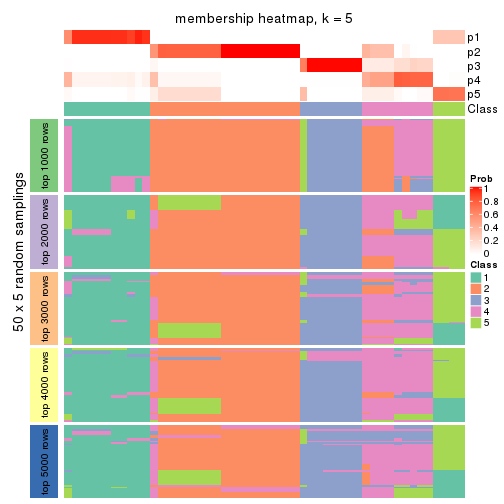 membership heatmap, k = 5
p1
p2
p3
p4
p5
Class
50 x 5 random samplings
top 1000 rows
top 2000 rows
top 3000 rows
top 4000 rows
top 5000 rows
Prob
1
0.8
0.6
0.4
0.2
0
Class
1
2
3
4
5